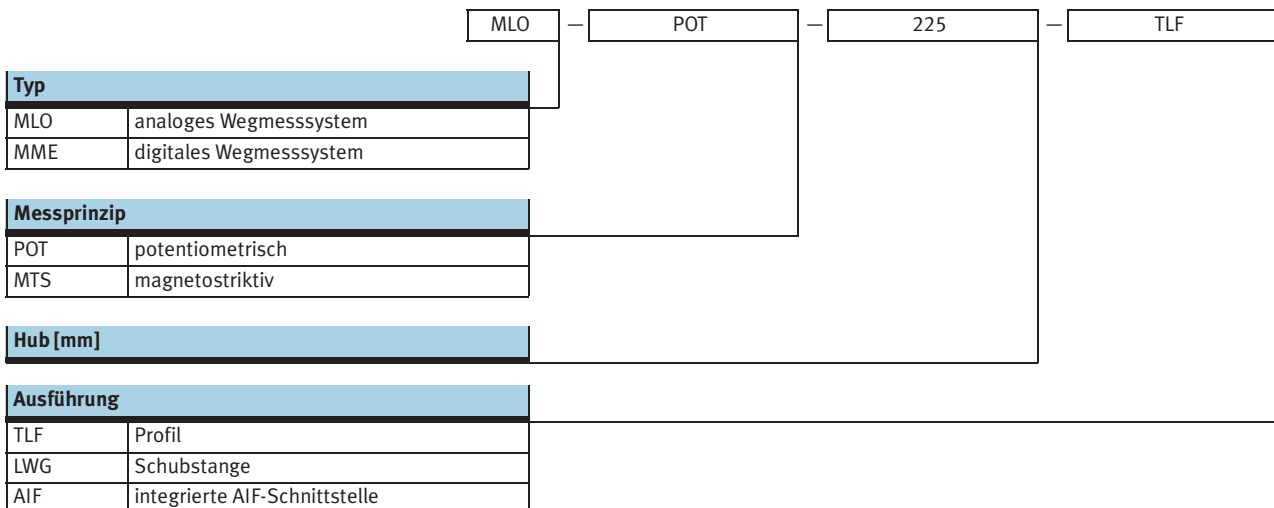 MLO — POT — 225 — TLF
Typ
MLO analoges Wegmesssystem
MME digitales Wegmesssystem
Messprinzip
POT potentiometrisch
MTS magnetostriktiv
Hub [mm]
Ausführung
TLF Profil
LWG Schubstange
AIF integrierte AIF-Schnittstelle